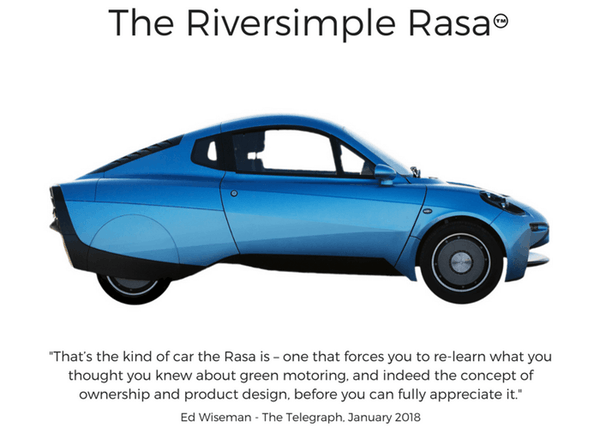 The Riversimple Rasa™
"That's the kind of car the Rasa is – one that forces you to re-learn what you
thought you knew about green motoring, and indeed the concept of
ownership and product design, before you can fully appreciate it."
Ed Wiseman - The Telegraph, January 2018